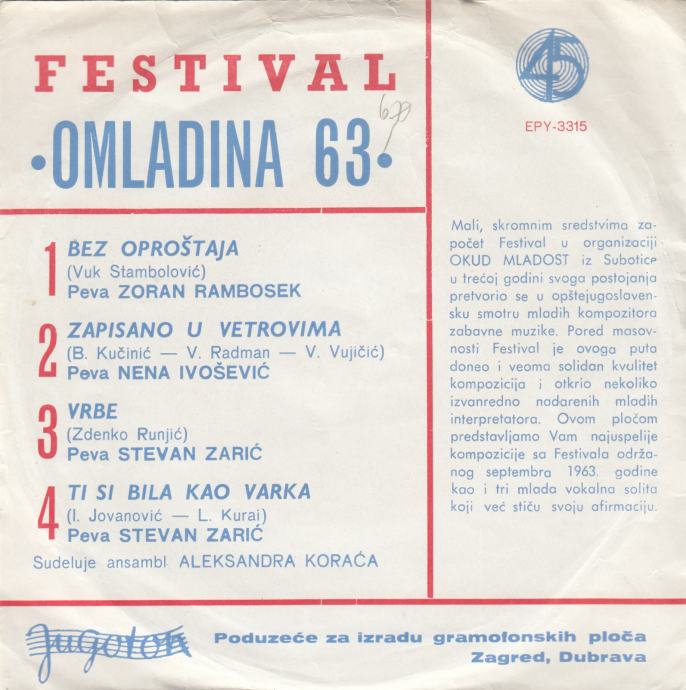 FESTIVAL
•OMLADINA 63•
679
45
EPY-3315
1 BEZ OPROŠTAJA
(Vuk Stambolović)
Peva ZORAN RAMBOSEK
2 ZAPISANO U VETROVIMA
(B. Kučinić — V. Radman — V. Vujičić)
Peva NENA IVOŠEVIĆ
3 VRBE
(Zdenko Runjić)
Peva STEVAN ZARIĆ
4 TI SI BILA KAO VARKA
(I. Jovanović — L. Kuraı)
Peva STEVAN ZARIĆ
Sudeluje ansambl ALEKSANDRA KORAĆA
Mali, skromnim sredstvima za-
počet Festival u organizaciji
OKUD MLADOST iz Subotice
u trećoj godini svoga postojanja
pretvorio se u opštejugosloven-
sku smotru mladih kompozitora
zabavne muzike. Pored masov-
nosti Festival je ovoga puta
doneo i veoma solidan kvalitet
kompozicija i otkrio nekoliko
izvanredno nadarenih mladih
interpretatora. Ovom pločom
predstavljamo Vam najuspelije
kompozicije sa Festivala održa-
nog septembra 1963. godine
kao i tri mlada vokalna solita
koji već stiču svoju afirmaciju.
Jugoton
Poduzeće za izradu gramofonskih ploča
Zagred, Dubrava